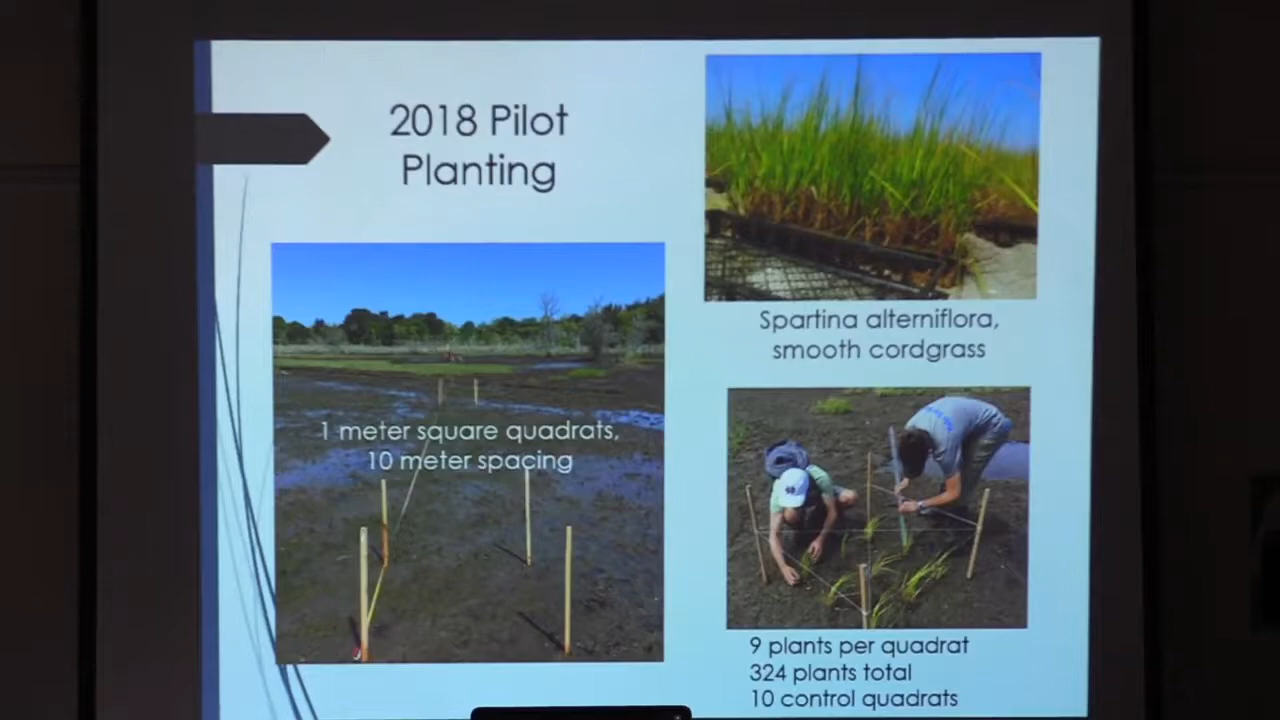 2018 Pilot
Planting
1 meter square quadrats,
10 meter spacing
Spartina alterniflora,
smooth cordgrass
9 plants per quadrat
324 plants total
10 control quadrats